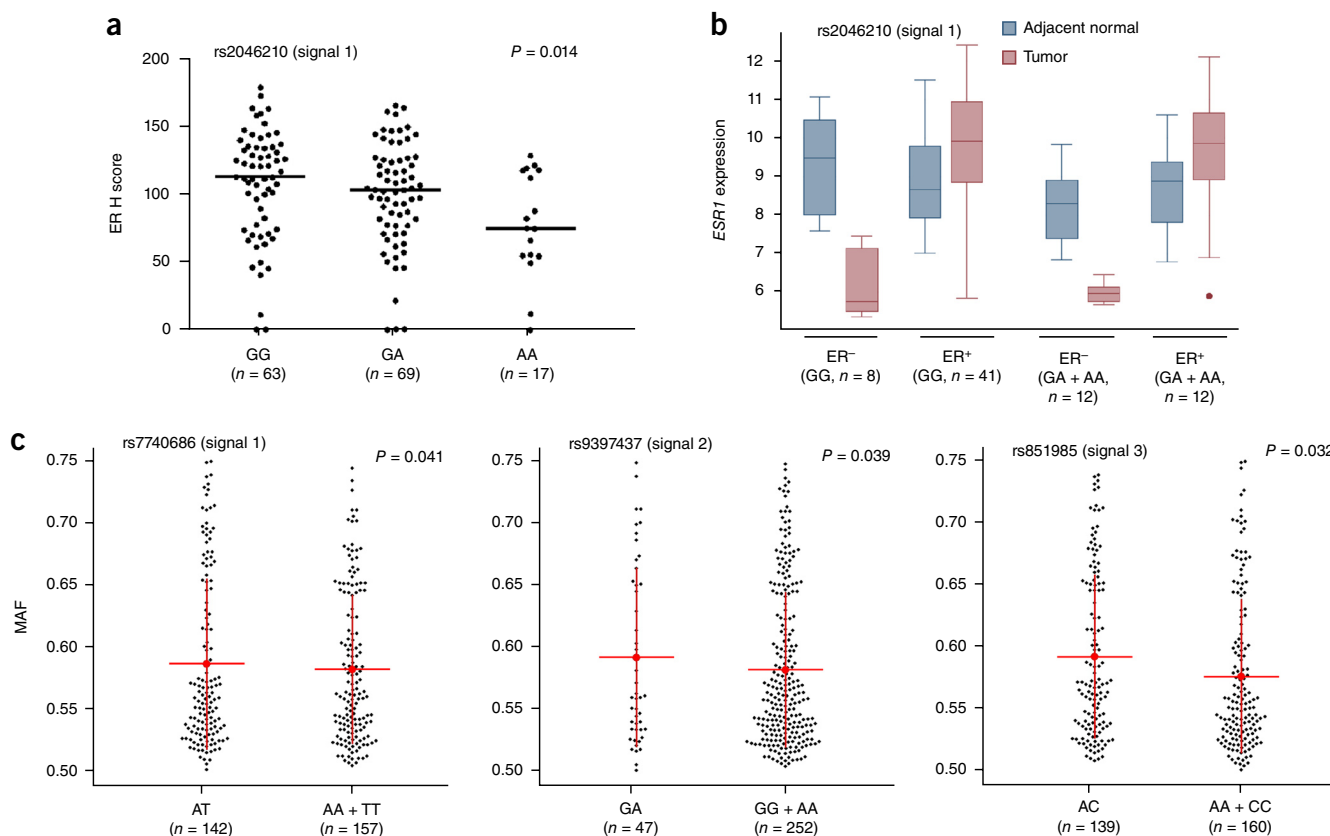 a
rs2046210 (signal 1)
P = 0.014
200
150
100
50
0
ER H score
GG
(n = 63)
GA
(n = 69)
AA
(n = 17)
b
rs2046210 (signal 1)
Adjacent normal
Tumor
12
11
10
9
8
7
6
ESR1 expression
ER⁻
(GG, n = 8)
ER⁺
(GG, n = 41)
ER⁻
(GA + AA,
n = 12)
ER⁺
(GA + AA,
n = 12)
c
MAF
rs7740686 (signal 1)
P = 0.041
0.75
0.70
0.65
0.60
0.55
0.50
AT
(n = 142)
AA + TT
(n = 157)
rs9397437 (signal 2)
P = 0.039
0.75
0.70
0.65
0.60
0.55
0.50
GA
(n = 47)
GG + AA
(n = 252)
rs851985 (signal 3)
P = 0.032
0.75
0.70
0.65
0.60
0.55
0.50
AC
(n = 139)
AA + CC
(n = 160)